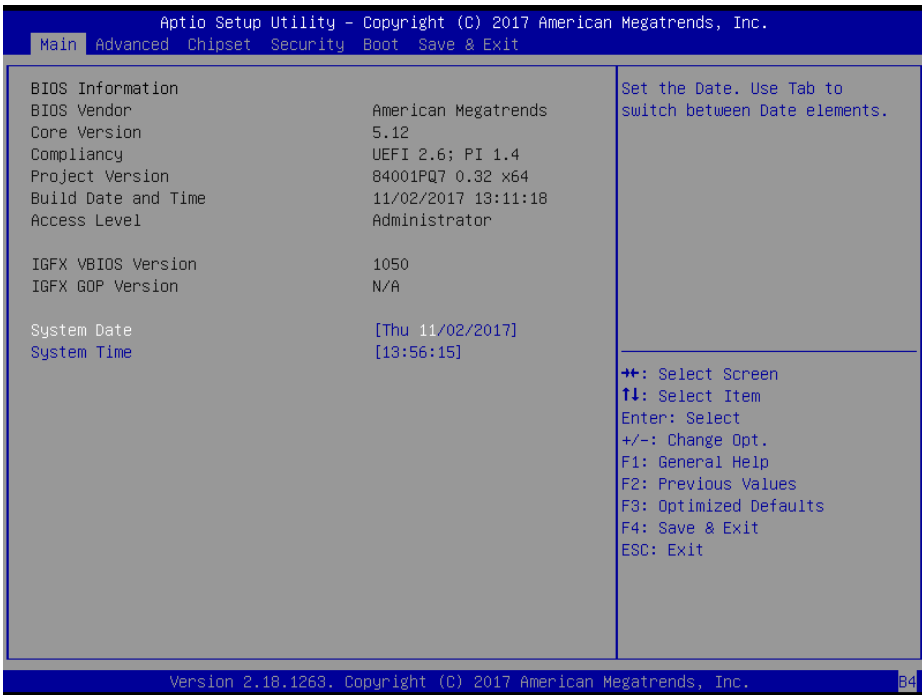 Aptio Setup Utility – Copyright (C) 2017 American Megatrends, Inc.
Main Advanced Chipset Security Boot Save & Exit
BIOS Information
BIOS Vendor American Megatrends
Core Version 5.12
Compliancy UEFI 2.6; PI 1.4
Project Version 84001PQ7 0.32 x64
Build Date and Time 11/02/2017 13:11:18
Access Level Administrator
IGFX VBIOS Version 1050
IGFX GOP Version N/A
System Date [Thu 11/02/2017]
System Time [13:56:15]
Set the Date. Use Tab to
switch between Date elements.
→←: Select Screen
↑↓: Select Item
Enter: Select
+/-: Change Opt.
F1: General Help
F2: Previous Values
F3: Optimized Defaults
F4: Save & Exit
ESC: Exit
Version 2.18.1263. Copyright (C) 2017 American Megatrends, Inc.
B4